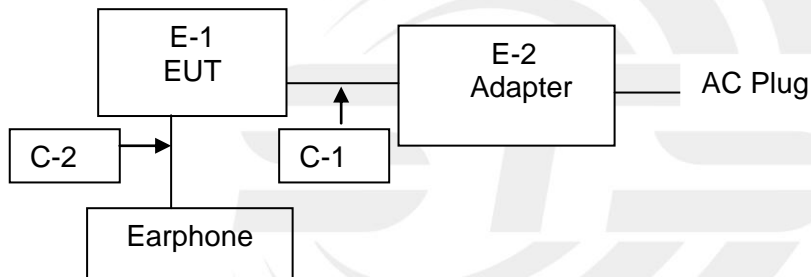 E-1
EUT
E-2
Adapter
AC Plug
C-2
C-1
Earphone